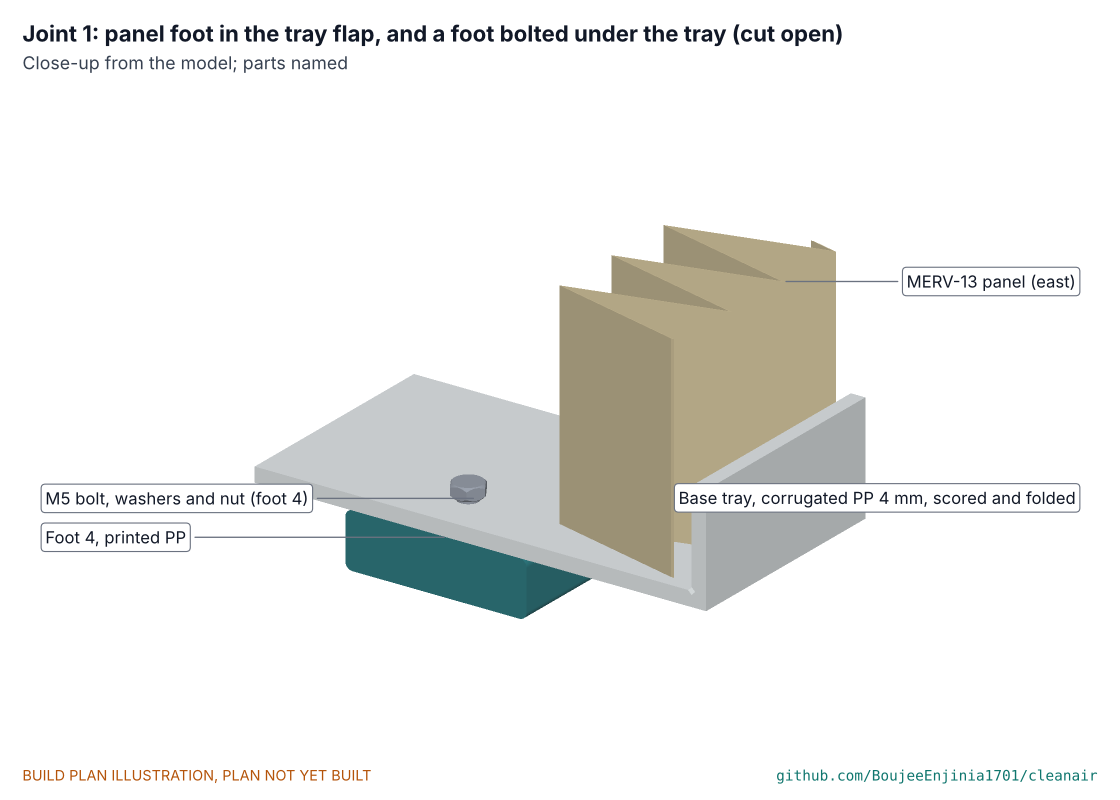 Joint 1: panel foot in the tray flap, and a foot bolted under the tray (cut open)
Close-up from the model; parts named
MERV-13 panel (east)
M5 bolt, washers and nut (foot 4)
Base tray, corrugated PP 4 mm, scored and folded
Foot 4, printed PP
BUILD PLAN ILLUSTRATION, PLAN NOT YET BUILT
github.com/BoujeeEnjinia1701/cleanair